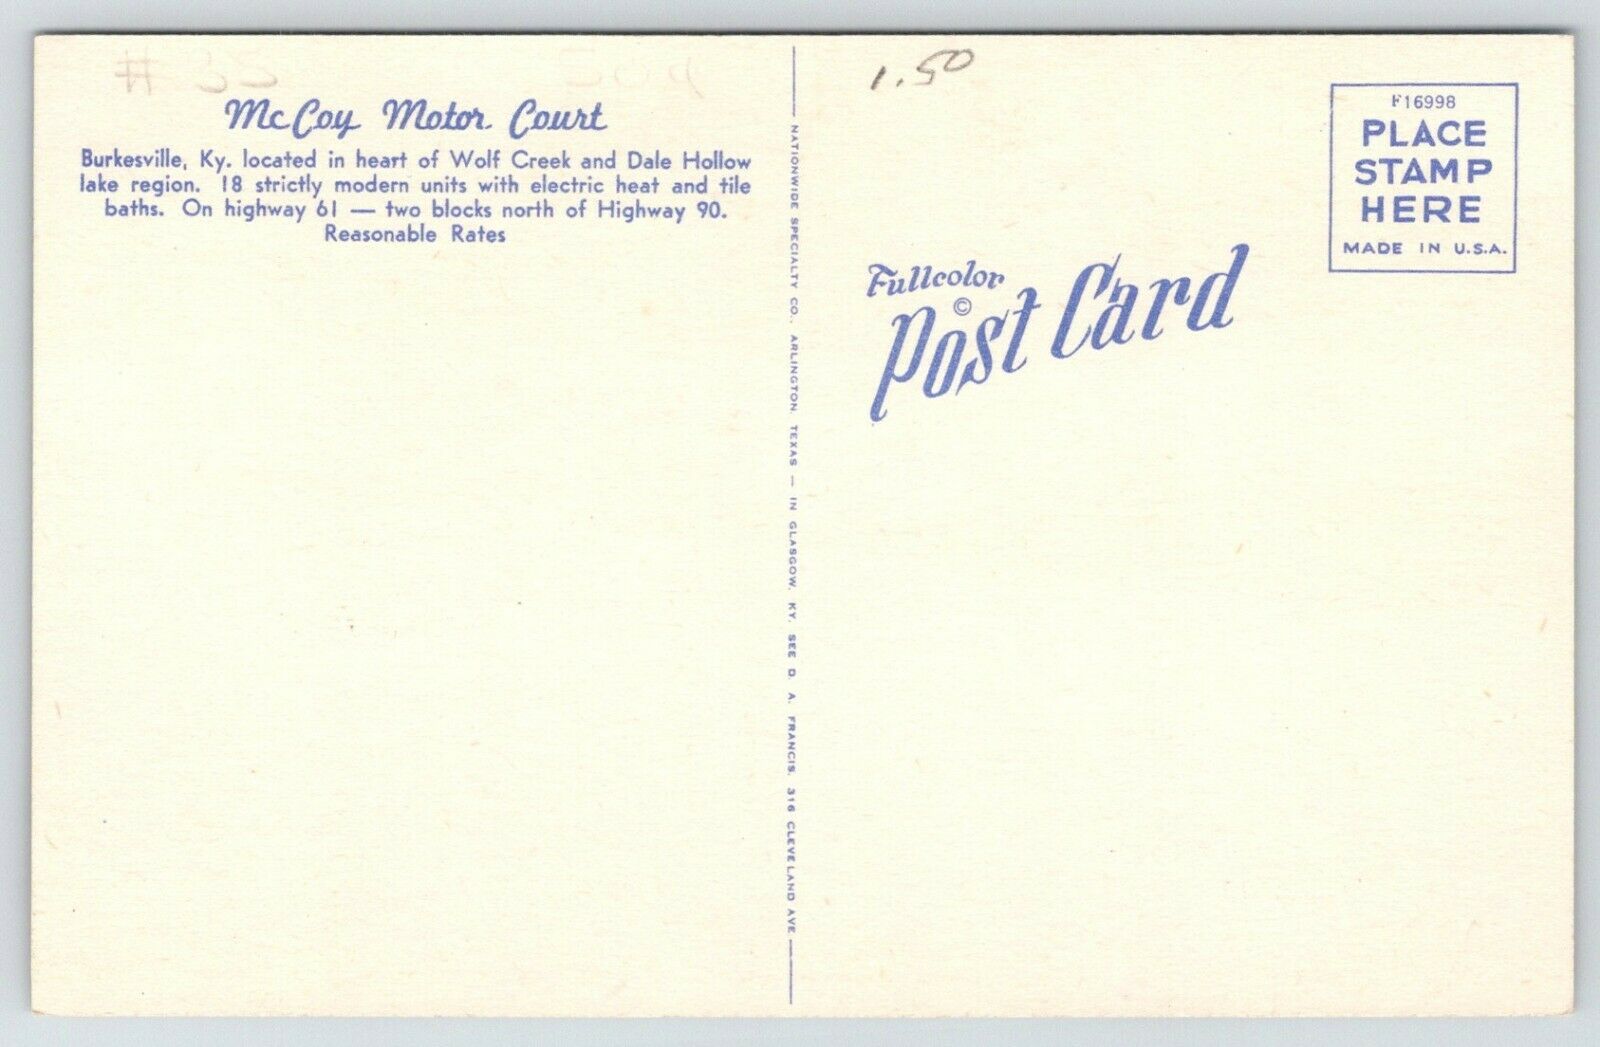 McCoy Motor Court
Burkesville, Ky. located in heart of Wolf Creek and Dale Hollow
lake region. 18 strictly modern units with electric heat and tile
baths. On highway 61 — two blocks north of Highway 90.
Reasonable Rates
NATIONWIDE SPECIALTY CO., ARLINGTON, TEXAS — IN GLASGOW, KY. SEE D. A. FRANCIS, 316 CLEVELAND AVE
1.50
F16998
PLACE
STAMP
HERE
MADE IN U.S.A.
Fullcolor
©
Post Card